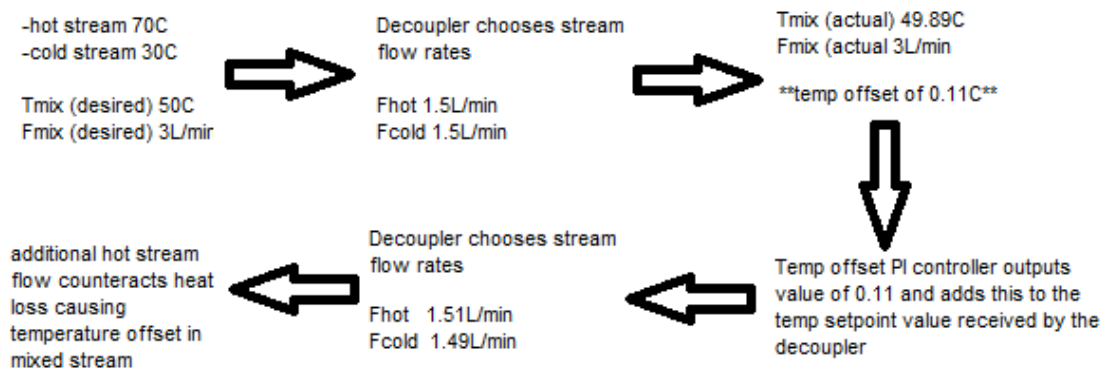 -hot stream 70C
-cold stream 30C
Tmix (desired) 50C
Fmix (desired) 3L/mir
Decoupler chooses stream
flow rates
Fhot 1.5L/min
Fcold 1.5L/min
Tmix (actual) 49.89C
Fmix (actual 3L/min
**temp offset of 0.11C**
Temp offset PI controller outputs
value of 0.11 and adds this to the
temp setpoint value received by the
decoupler
Decoupler chooses stream
flow rates
Fhot 1.51L/min
Fcold 1.49L/min
additional hot stream
flow counteracts heat
loss causing
temperature offset in
mixed stream